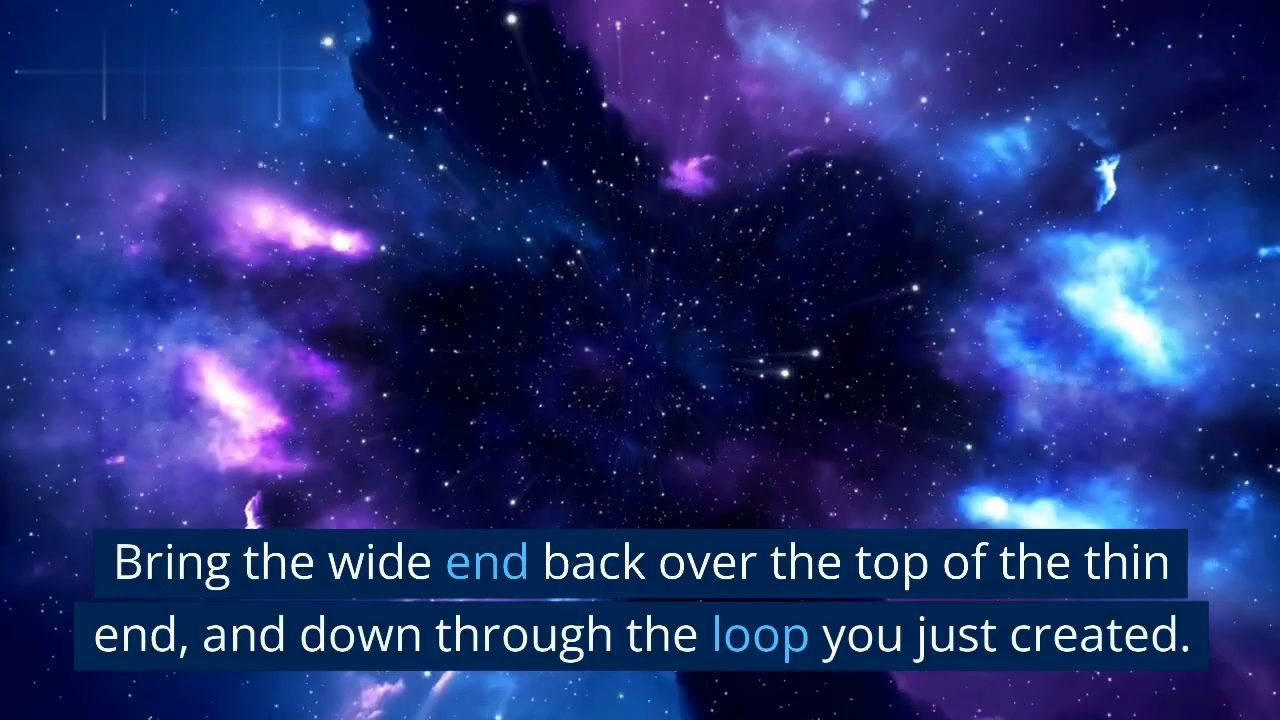 Bring the wide end back over the top of the thin
end, and down through the loop you just created.